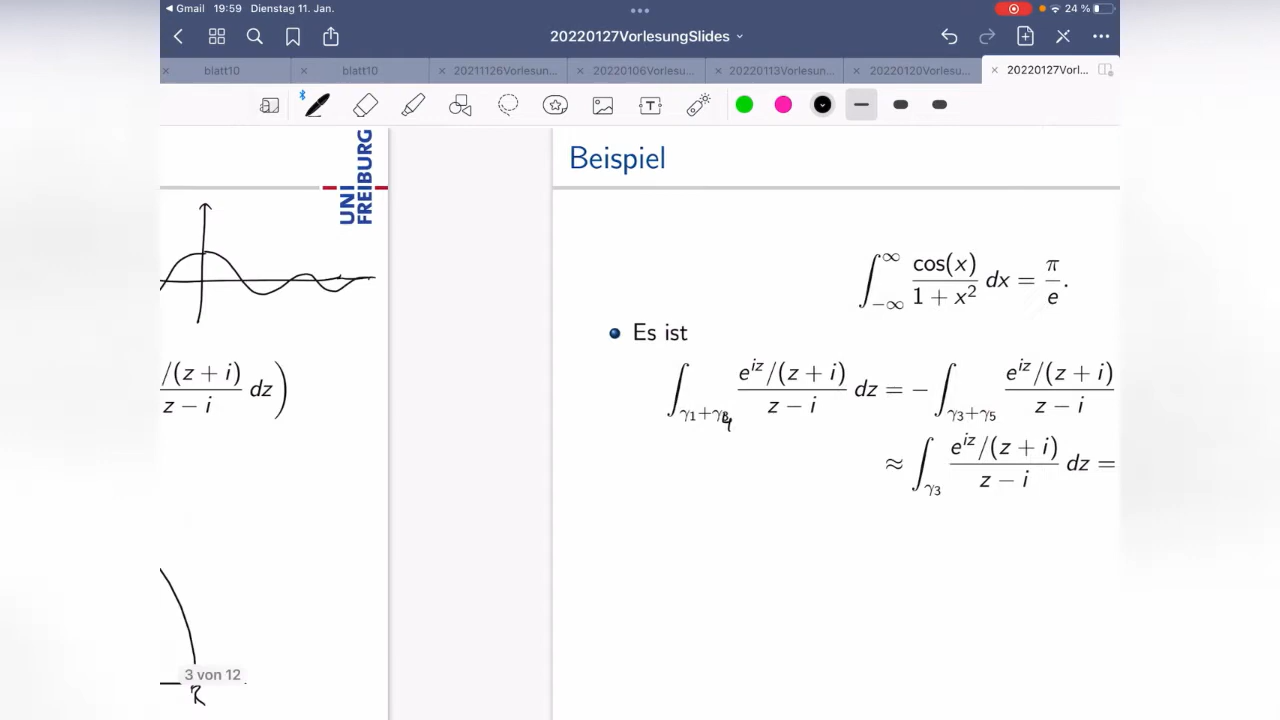 Gmail 19:59 Dienstag 11. Jan. 24 %
20220127VorlesungSlides
blatt10 blatt10 20211126Vorlesun... 20220106Vorlesu... 20220113Vorlesun... 20220120Vorlesu... 20220127Vorl...
UNI
FREIBURG
/(z + i)
z − i
dz )
R
3 von 12
Beispiel
∫_{−∞}^{∞} cos(x)/(1 + x²) dx = π/e.
Es ist
∫_{γ₁+γ₄} (e^{iz}/(z + i))/(z − i) dz = − ∫_{γ₃+γ₅} (e^{iz}/(z + i))/(z − i)
≈ ∫_{γ₃} (e^{iz}/(z + i))/(z − i) dz =